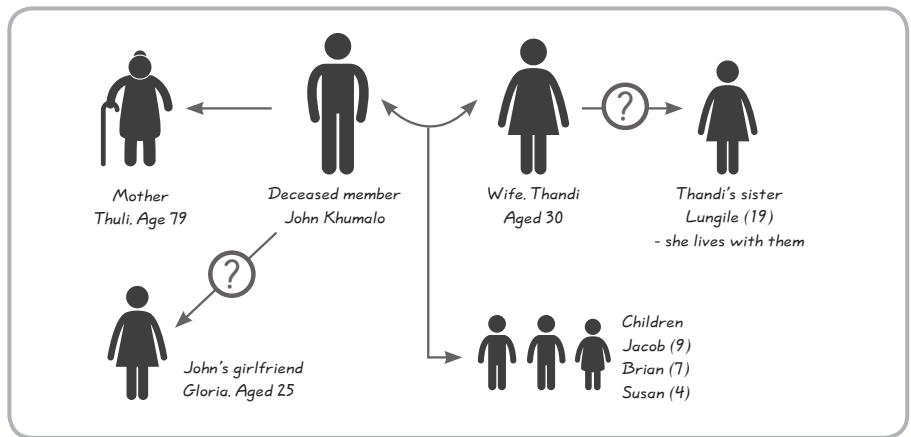 Mother
Thuli. Age 79
Deceased member
John Khumalo
Wife. Thandi
Aged 30
?
Thandi's sister
Lungile (19)
- she lives with them
?
John's girlfriend
Gloria. Aged 25
Children
Jacob (9)
Brian (7)
Susan (4)